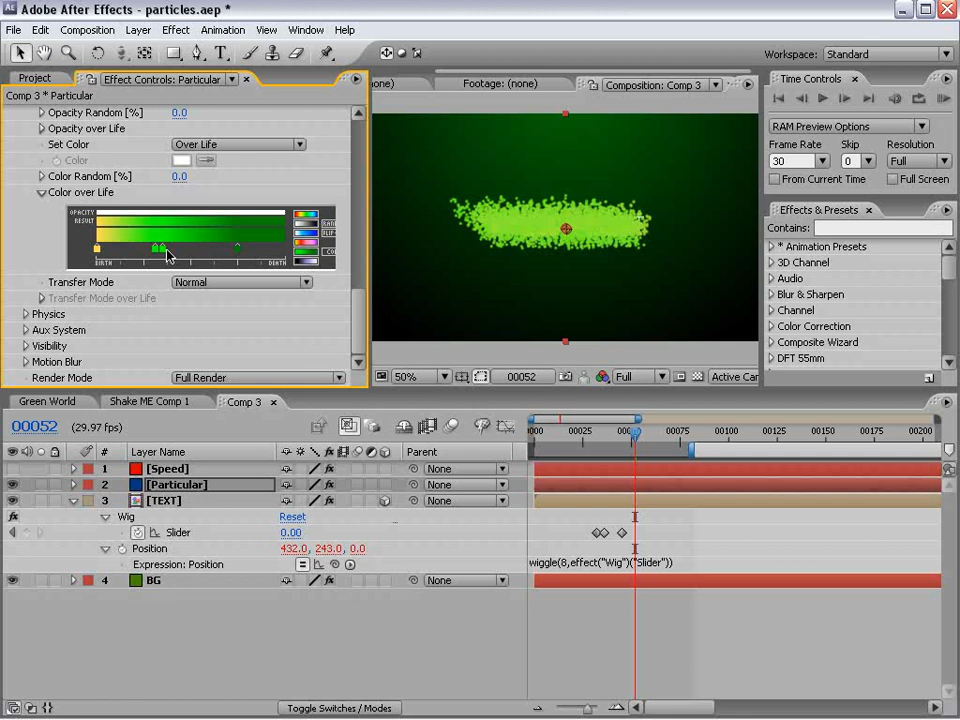 Adobe After Effects - particles.aep *
File Edit Composition Layer Effect Animation View Window Help
Workspace: Standard
Project Effect Controls: Particular
Comp 3 * Particular
Opacity Random [%] 0.0
Opacity over Life
Set Color Over Life
Color
Color Random [%] 0.0
Color over Life
OPACITY
RESULT
BIRTH DEATH
Transfer Mode Normal
Transfer Mode over Life
Physics
Aux System
Visibility
Motion Blur
Render Mode Full Render
Footage: (none) Composition: Comp 3
50% 00052 Full Active Car
Time Controls
RAM Preview Options
Frame Rate Skip Resolution
30 0 Full
From Current Time Full Screen
Effects & Presets
Contains:
* Animation Presets
3D Channel
Audio
Blur & Sharpen
Channel
Color Correction
Composite Wizard
DFT 55mm
Green World Shake ME Comp 1 Comp 3
00052 (29.97 fps)
0000 00025 00075 00100 00125 00150 00175 00200
# Layer Name Parent
1 [Speed] None
2 [Particular] None
3 [TEXT] None
Wig Reset
Slider 0.00
Position 432.0, 243.0, 0.0
Expression: Position wiggle(8,effect("Wig")("Slider"))
4 BG None
Toggle Switches / Modes